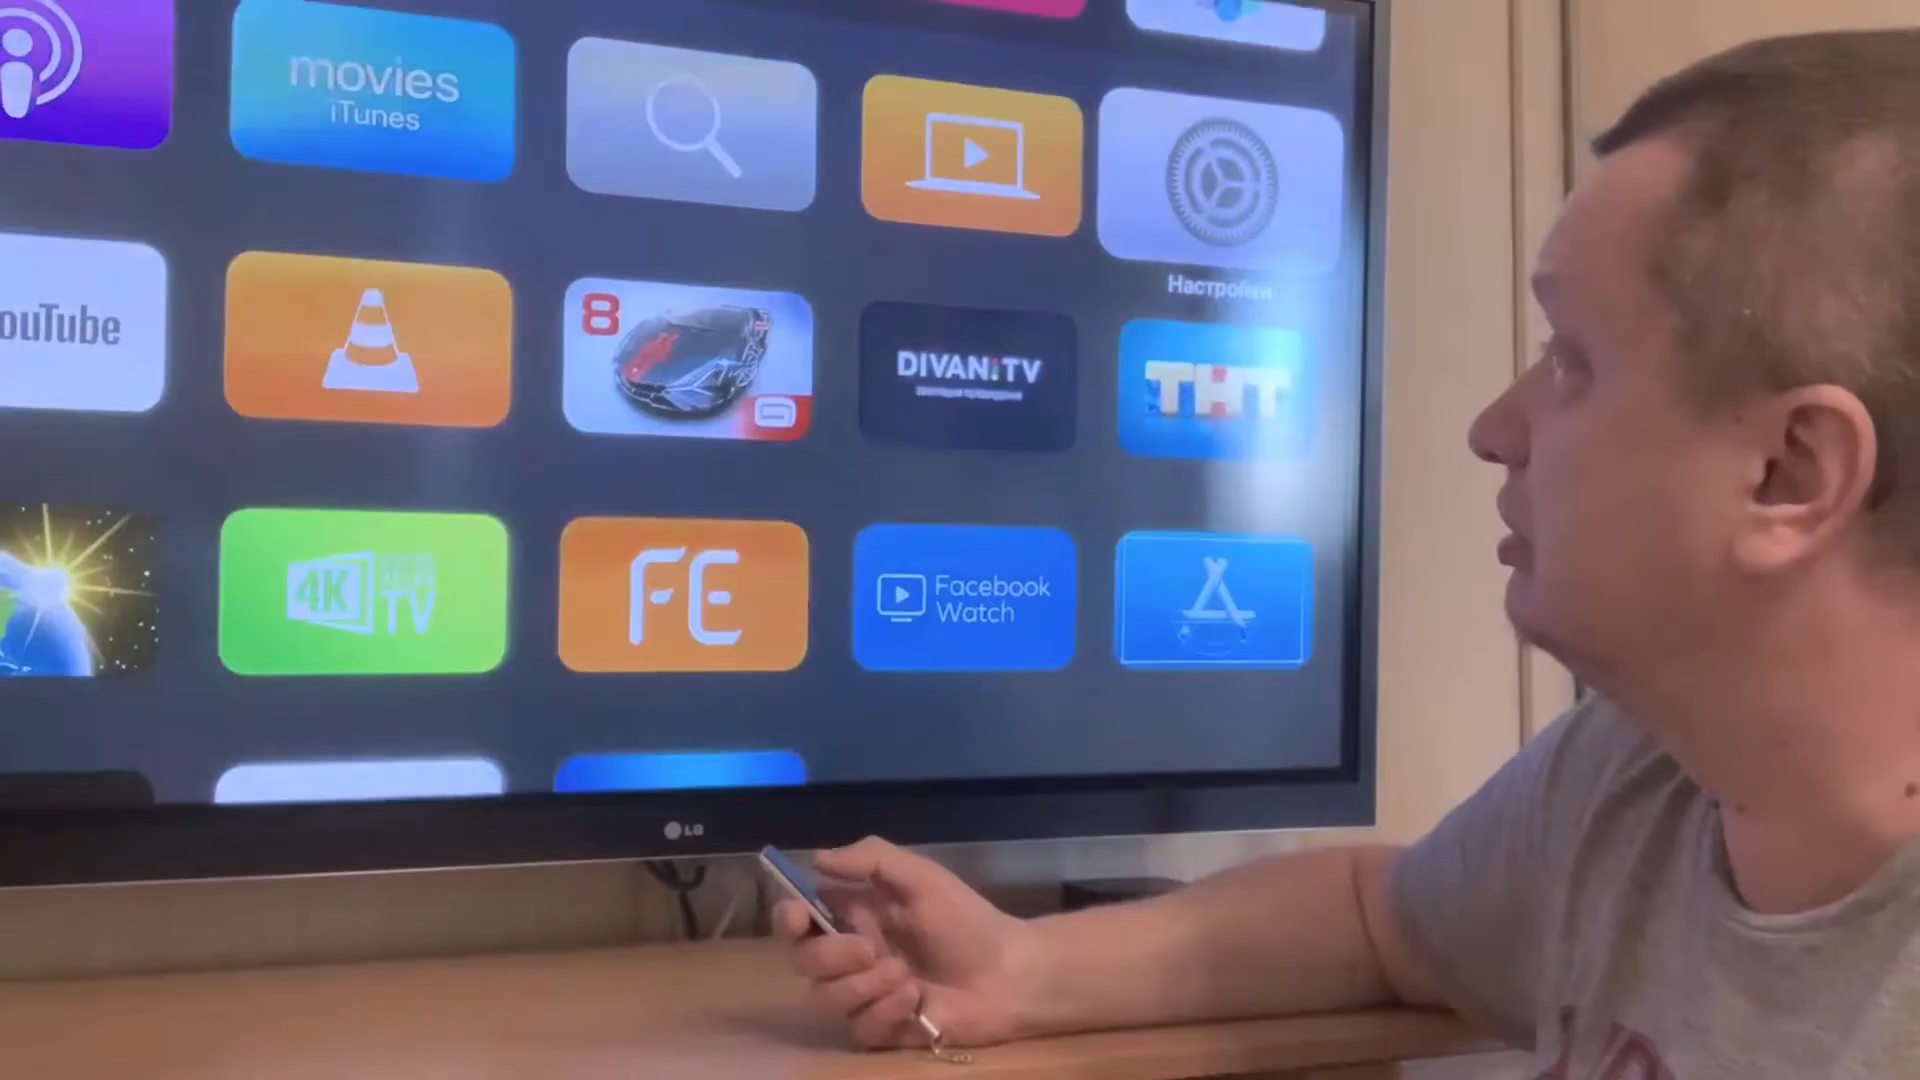 movies
iTunes
Настройки
ouTube
8
DIVAN.TV
ТНТ
4K
TV
FE
Facebook
Watch
LG